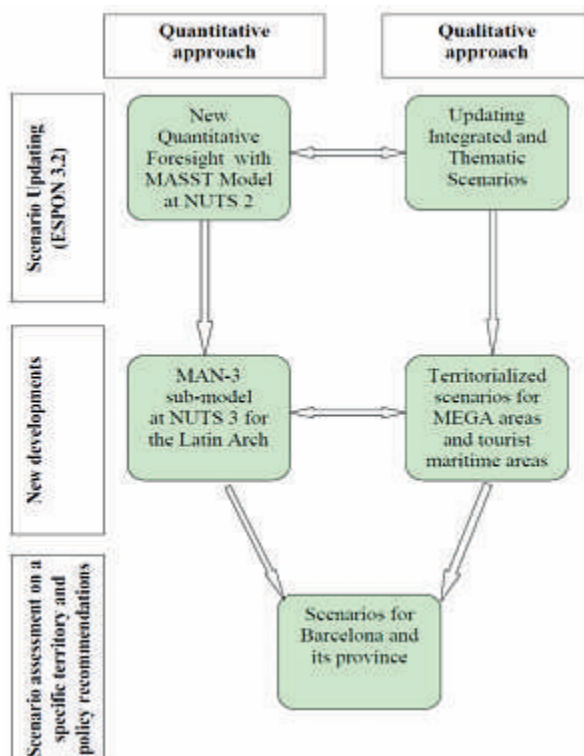 Quantitative
approach
Qualitative
approach
Scenario Updating
(ESPON 3.2)
New
Quantitative
Foresight with
MASST Model
at NUTS 2
Updating
Integrated and
Thematic
Scenarios
New developments
MAN-3
sub-model
at NUTS 3 for
the Latin Arch
Territorialized
scenarios for
MEGA areas
and tourist
maritime areas
Scenario assessment on a
specific territory and
policy recommendations
Scenarios for
Barcelona and
its province